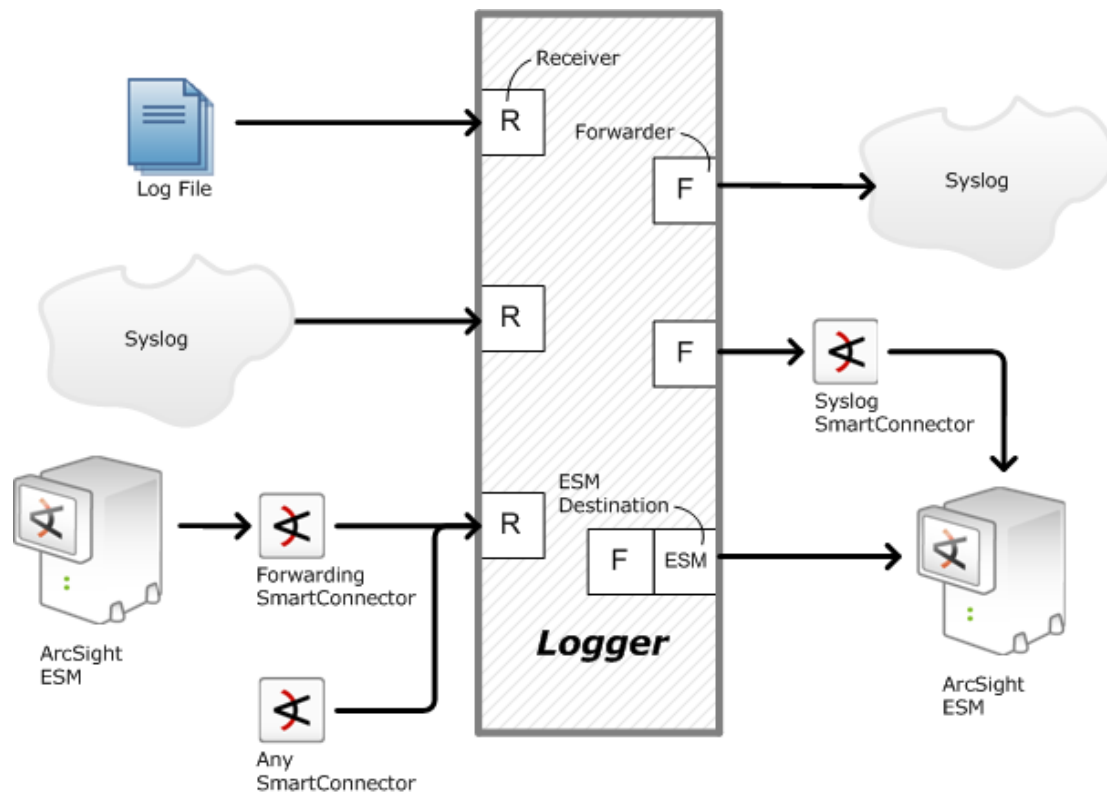 Receiver
R
Log File
Forwarder
F
Syslog
Syslog
R
F
Syslog
SmartConnector
ArcSight
ESM
Forwarding
SmartConnector
R
ESM
Destination
F
ESM
Logger
Any
SmartConnector
ArcSight
ESM